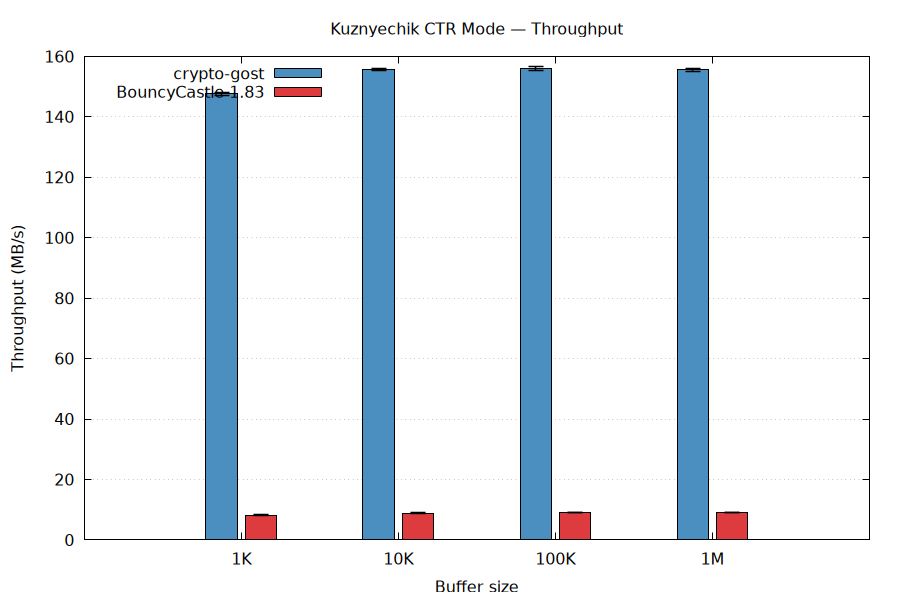 Kuznyechik CTR Mode — Throughput
160
140
120
100
80
60
40
20
0
Throughput (MB/s)
crypto-gost
BouncyCastle 1.83
1K
10K
100K
1M
Buffer size